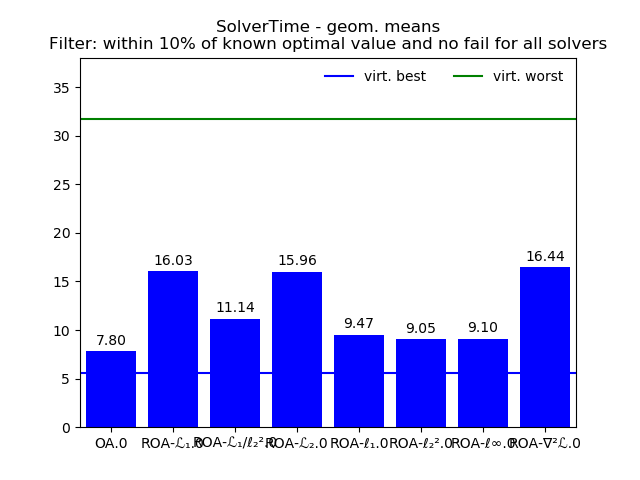 SolverTime - geom. means
Filter: within 10% of known optimal value and no fail for all solvers
virt. best virt. worst
35
30
25
20
15
10
5
0
7.80 16.03 11.14 15.96 9.47 9.05 9.10 16.44
OA.0 ROA-ℒ₁.0 ROA-ℒ₁/ℓ₂².0 ROA-ℒ₂.0 ROA-ℓ₁.0 ROA-ℓ₂².0 ROA-ℓ∞.0 ROA-∇²ℒ.0